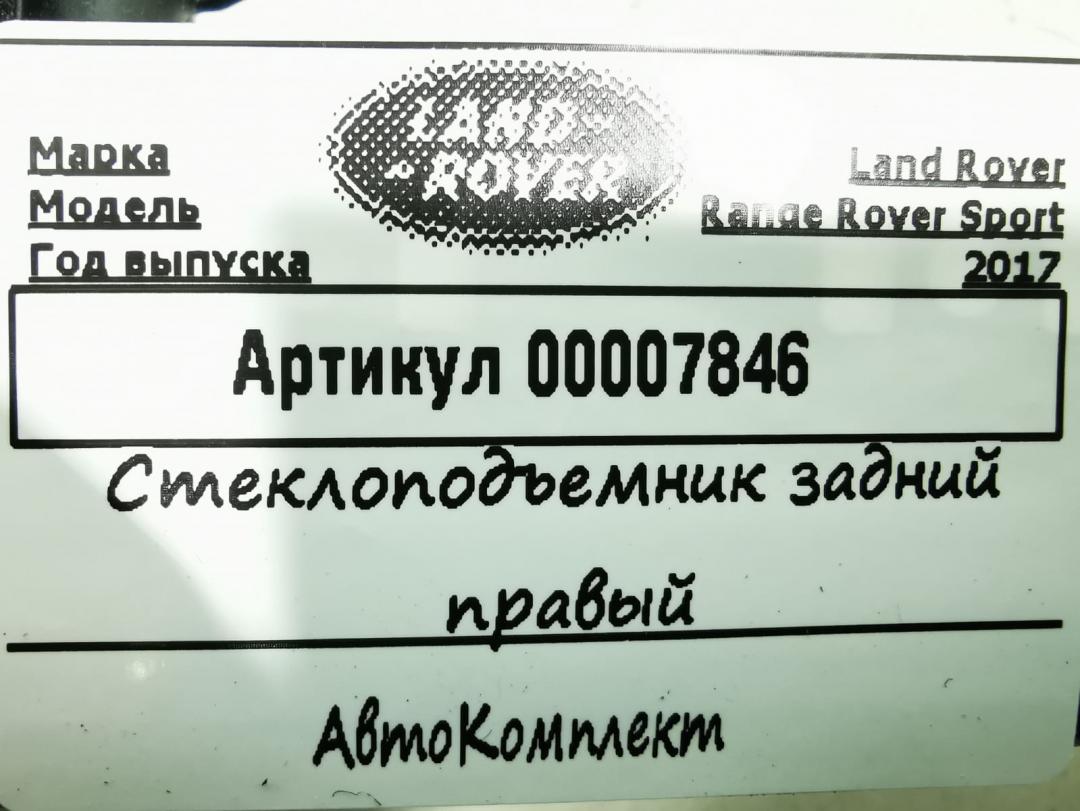 LAND-
-ROVER
Марка Land Rover
Модель Range Rover Sport
Год выпуска 2017
Артикул 00007846
Стеклоподъемник задний
правый
АвтоКомплект